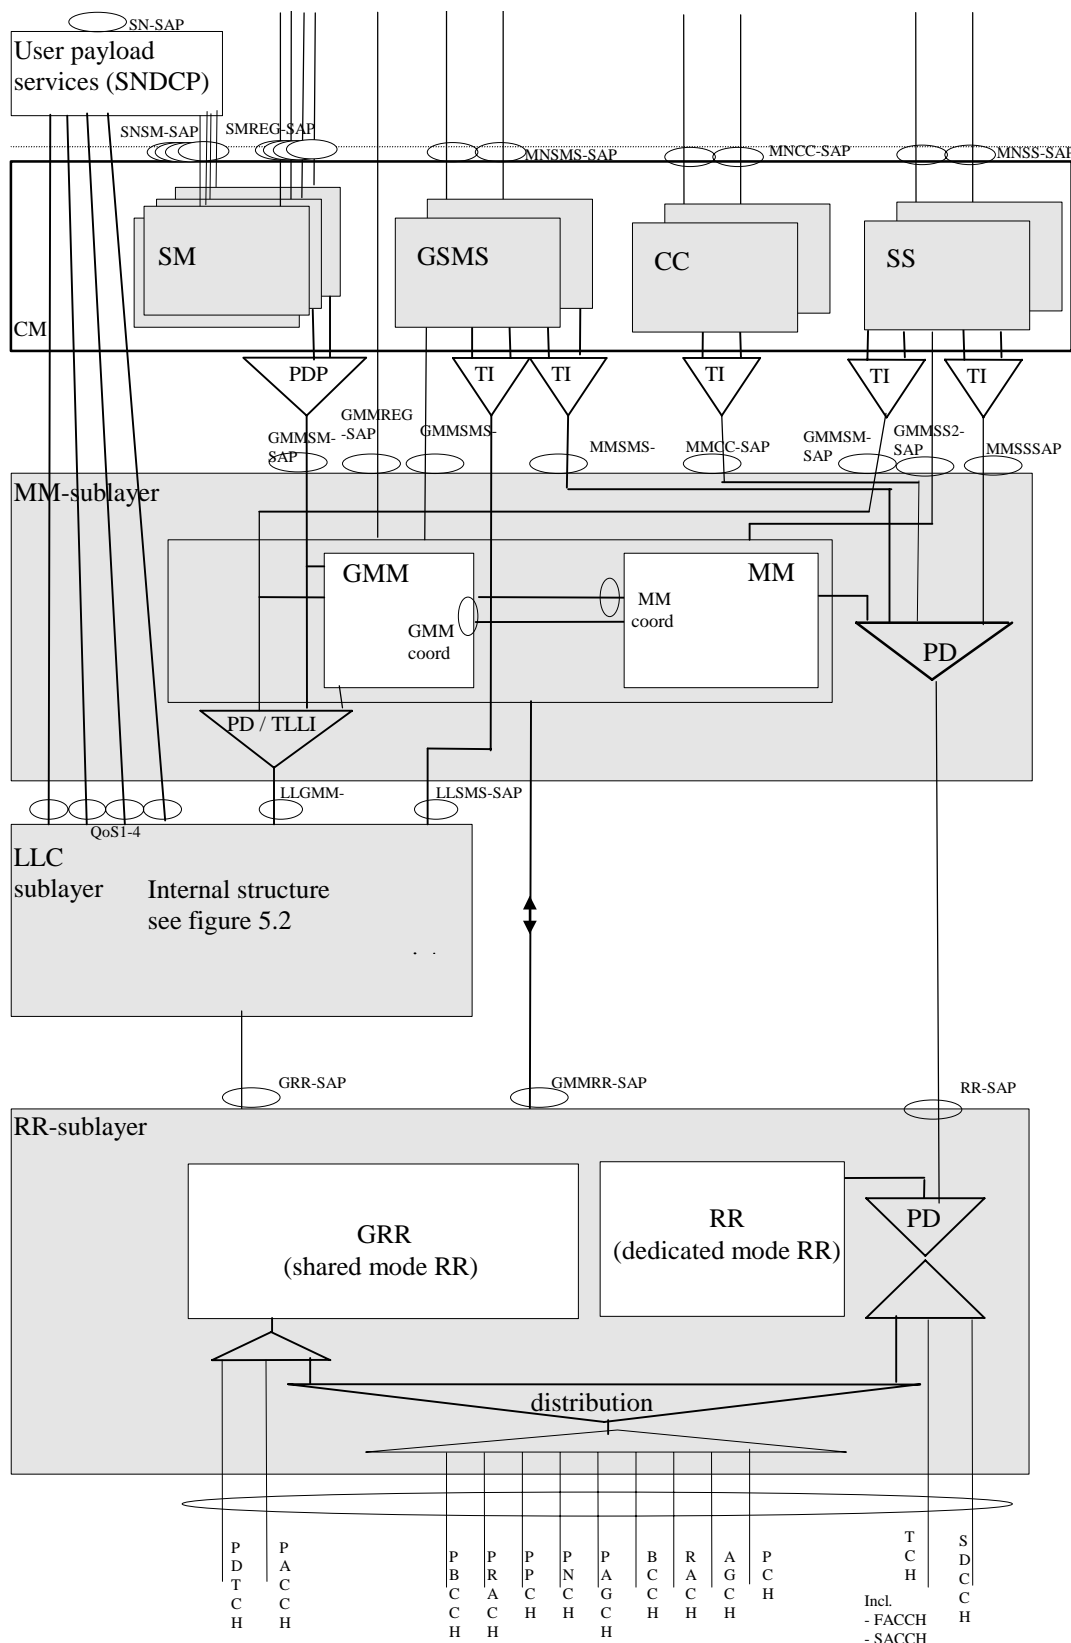 SN-SAP
User payload
services (SNDCP)
SNSM-SAP
SMREG-SAP
MNSMS-SAP
MNCC-SAP
MNSS-SAP
SM
GSMS
CC
SS
CM
PDP
TI
TI
TI
TI
TI
GMMSM-
SAP
GMMREG
-SAP
GMMSMS-
MMSMS-
MMCC-SAP
GMMSM-
SAP
GMMSS2-
SAP
MMSSSAP
MM-sublayer
GMM
MM
MM
coord
GMM
coord
PD
PD / TLLI
LLGMM-
LLSMS-SAP
QoS1-4
LLC
sublayer
Internal structure
see figure 5.2
GRR-SAP
GMMRR-SAP
RR-SAP
RR-sublayer
GRR
(shared mode RR)
RR
(dedicated mode RR)
PD
distribution
PDTCH
PACCH
PBCCH
PRACH
PPCH
PNCH
PAGCH
BCCH
RACH
AGCH
PCH
TCH
SDCCH
Incl.
- FACCH
- SACCH